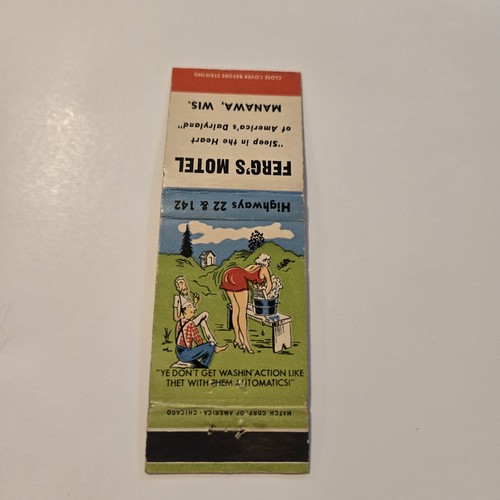 CLOSE COVER BEFORE STRIKING
FERG'S MOTEL
"Sleep in the Heart
of America's Dairyland"
MANAWA, WIS.
Highways 22 & 142
"YE DON'T GET WASHIN' ACTION LIKE
THET WITH THEM AUTOMATICS!"
MATCH CORP. OF AMERICA - CHICAGO